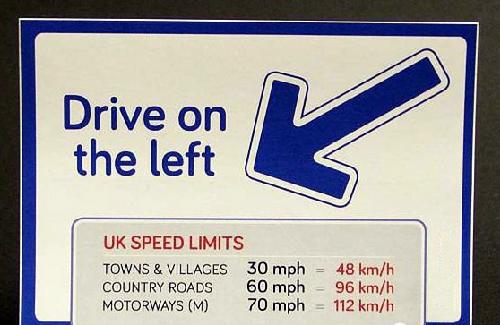 Drive on
the left
UK SPEED LIMITS
TOWNS & VILLAGES 30 mph = 48 km/h
COUNTRY ROADS 60 mph = 96 km/h
MOTORWAYS (M) 70 mph = 112 km/h